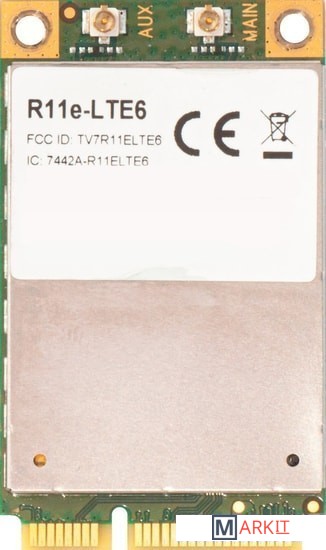 AUX
MAIN
R11e-LTE6
FCC ID: TV7R11ELTE6
IC: 7442A-R11ELTE6
CE
MARKIT